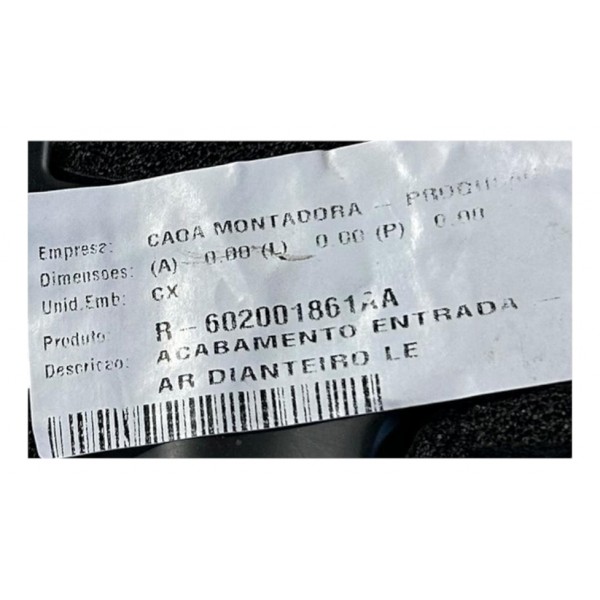 Empresa: CAOA MONTADORA -
Dimensoes: (A) 0.00 (L) 0.00 (P) 0.00
Unid.Emb: CX
Produto: R-602001861AA
Descricao: ACABAMENTO ENTRADA -
AR DIANTEIRO LE